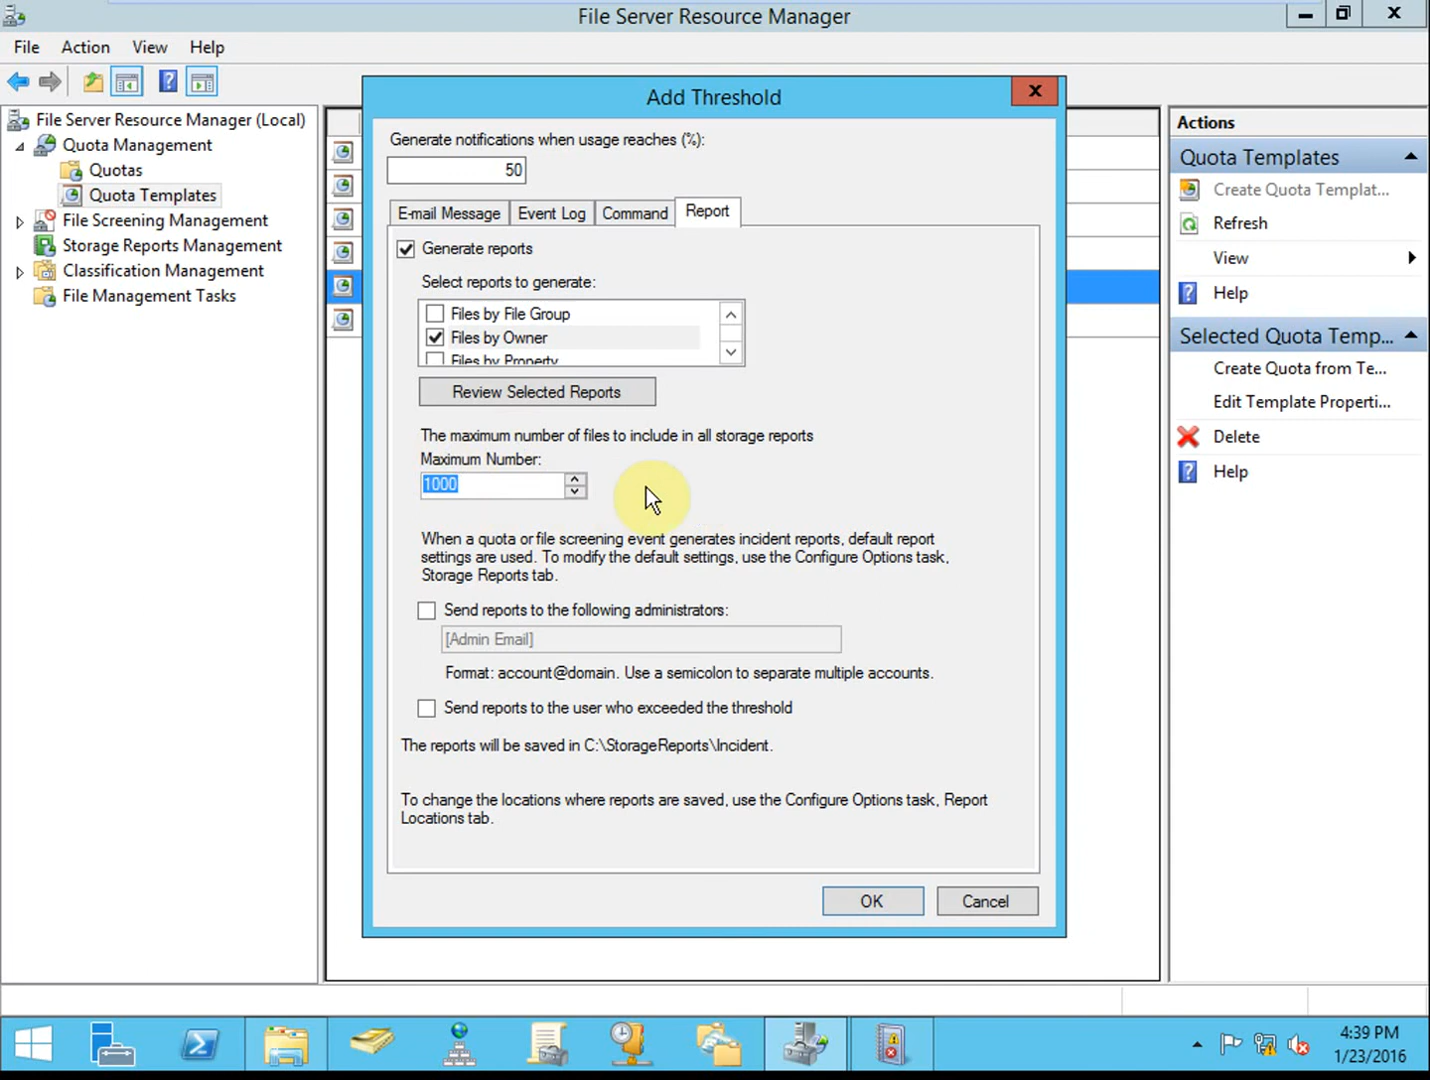 File Server Resource Manager
File Action View Help
File Server Resource Manager (Local)
Quota Management
Quotas
Quota Templates
File Screening Management
Storage Reports Management
Classification Management
File Management Tasks
Add Threshold
Generate notifications when usage reaches (%):
50
E-mail Message Event Log Command Report
Generate reports
Select reports to generate:
Files by File Group
Files by Owner
Files by Property
Review Selected Reports
The maximum number of files to include in all storage reports
Maximum Number:
1000
When a quota or file screening event generates incident reports, default report
settings are used. To modify the default settings, use the Configure Options task,
Storage Reports tab.
Send reports to the following administrators:
[Admin Email]
Format: account@domain. Use a semicolon to separate multiple accounts.
Send reports to the user who exceeded the threshold
The reports will be saved in C:\StorageReports\Incident.
To change the locations where reports are saved, use the Configure Options task, Report
Locations tab.
OK Cancel
Actions
Quota Templates
Create Quota Templat...
Refresh
View
Help
Selected Quota Temp...
Create Quota from Te...
Edit Template Properti...
Delete
Help
4:39 PM
1/23/2016